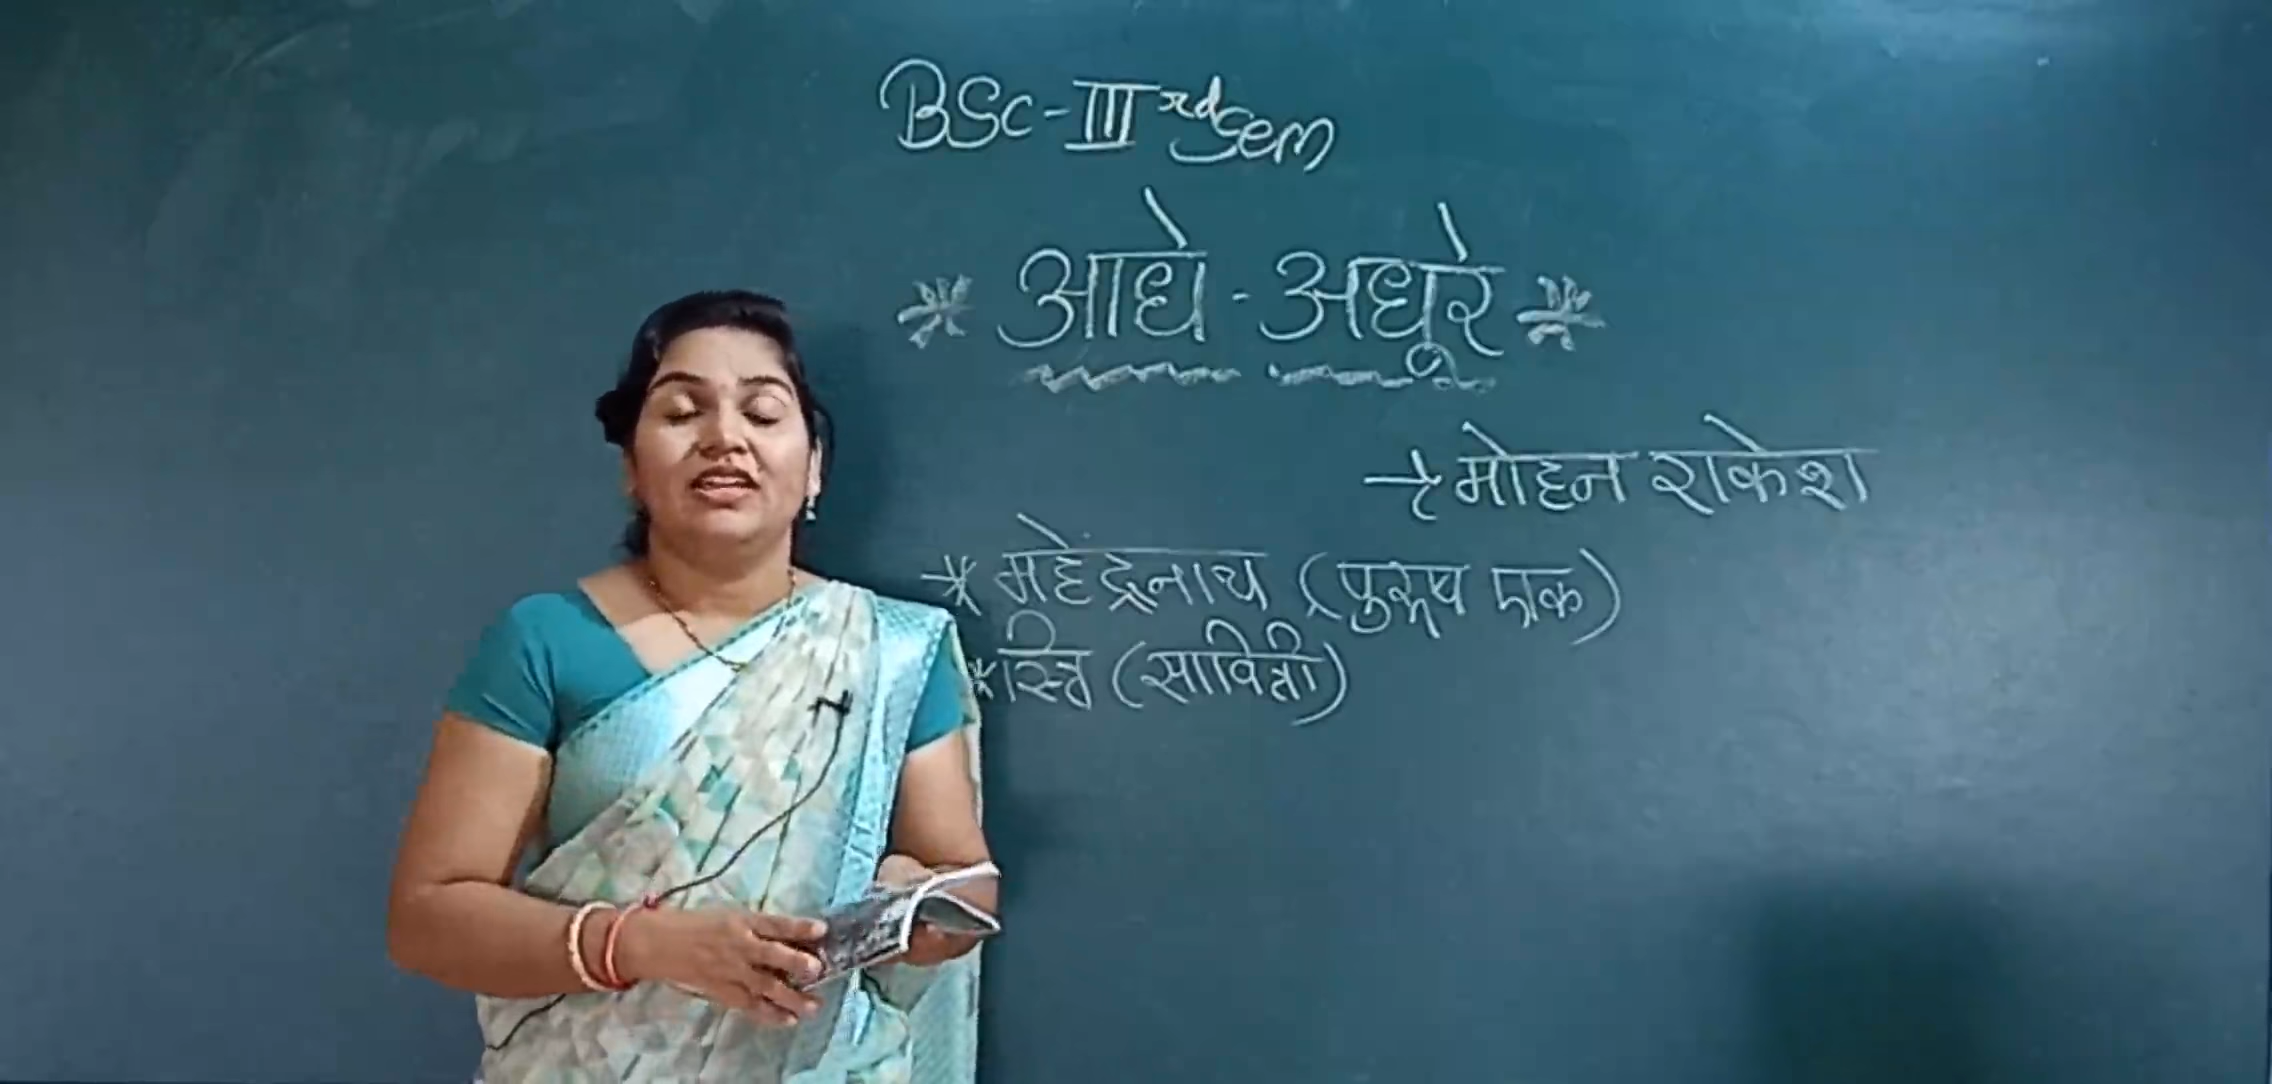 BSc-III rd Sem
* आधे - अधूरे *
→ मोहन राकेश
* महेंद्रनाथ (पुरूष एक)
* स्त्रि (सावित्री)